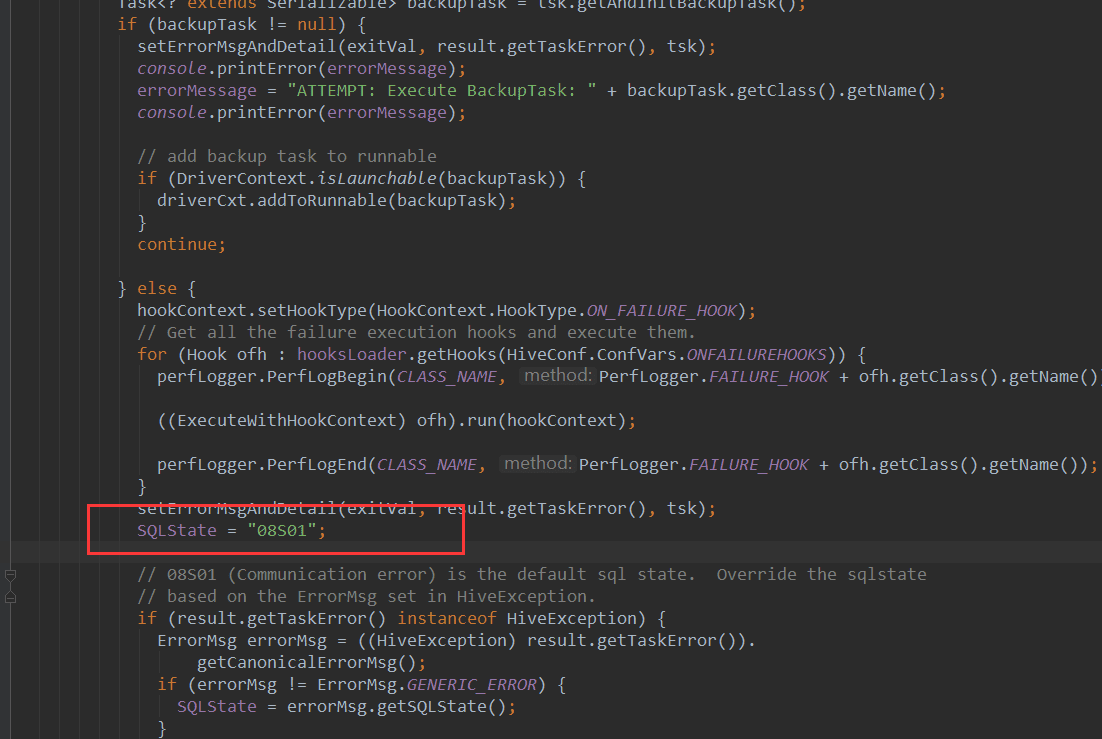 Task<? extends Serializable> backupTask = tsk.getAndInitBackupTask();
if (backupTask != null) {
setErrorMsgAndDetail(exitVal, result.getTaskError(), tsk);
console.printError(errorMessage);
errorMessage = "ATTEMPT: Execute BackupTask: " + backupTask.getClass().getName();
console.printError(errorMessage);
// add backup task to runnable
if (DriverContext.isLaunchable(backupTask)) {
driverCxt.addToRunnable(backupTask);
}
continue;
} else {
hookContext.setHookType(HookContext.HookType.ON_FAILURE_HOOK);
// Get all the failure execution hooks and execute them.
for (Hook ofh : hooksLoader.getHooks(HiveConf.ConfVars.ONFAILUREHOOKS)) {
perfLogger.PerfLogBegin(CLASS_NAME, method: PerfLogger.FAILURE_HOOK + ofh.getClass().getName())
((ExecuteWithHookContext) ofh).run(hookContext);
perfLogger.PerfLogEnd(CLASS_NAME, method: PerfLogger.FAILURE_HOOK + ofh.getClass().getName());
}
setErrorMsgAndDetail(exitVal, result.getTaskError(), tsk);
SQLState = "08S01";
// 08S01 (Communication error) is the default sql state.  Override the sqlstate
// based on the ErrorMsg set in HiveException.
if (result.getTaskError() instanceof HiveException) {
ErrorMsg errorMsg = ((HiveException) result.getTaskError()).
getCanonicalErrorMsg();
if (errorMsg != ErrorMsg.GENERIC_ERROR) {
SQLState = errorMsg.getSQLState();
}